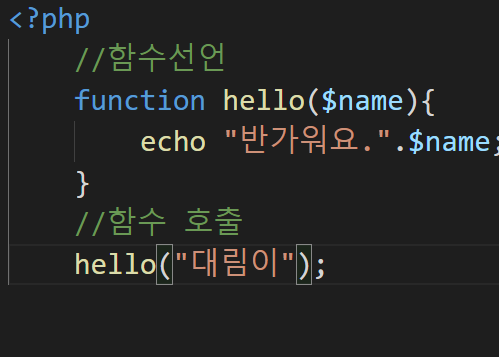 <?php
//함수선언
function hello($name){
echo "반가워요.".$name;
}
//함수 호출
hello("대림이");